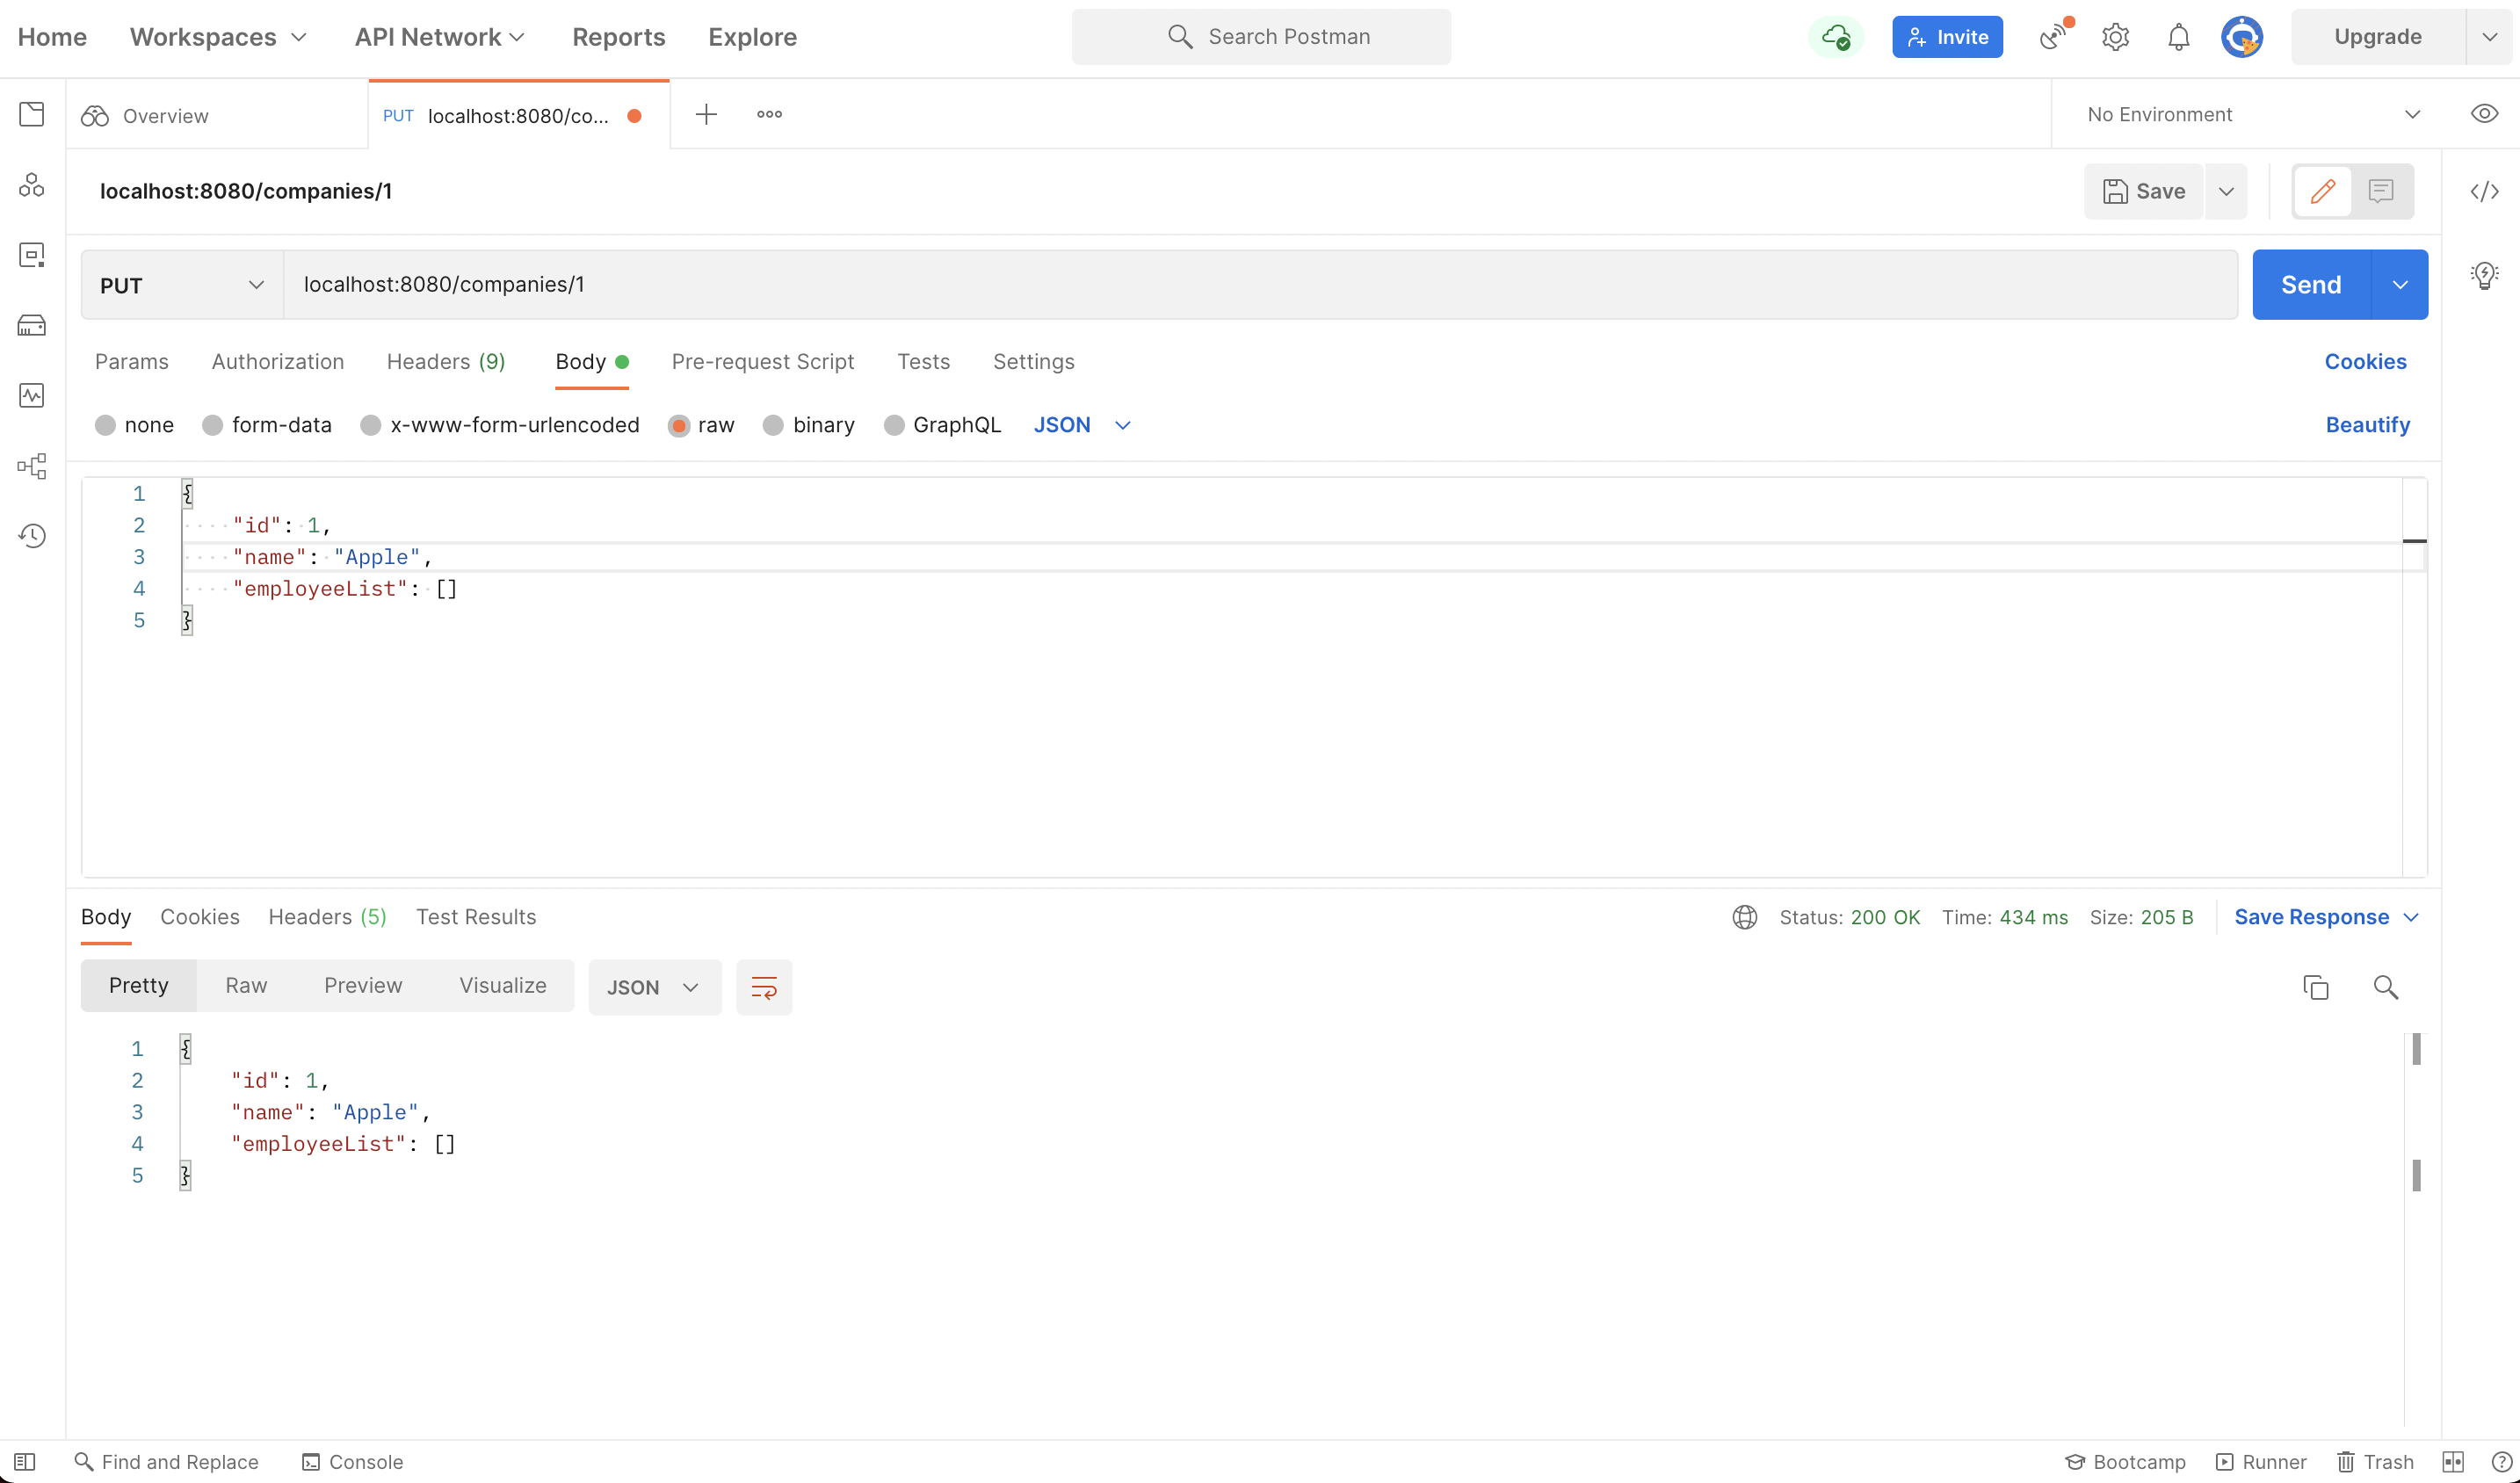 Home Workspaces API Network Reports Explore Search Postman Invite Upgrade
Overview PUT localhost:8080/co... No Environment
localhost:8080/companies/1 Save
PUT localhost:8080/companies/1 Send
Params Authorization Headers (9) Body Pre-request Script Tests Settings Cookies
none form-data x-www-form-urlencoded raw binary GraphQL JSON Beautify
1 {
2 "id": 1,
3 "name": "Apple",
4 "employeeList": []
5 }
Body Cookies Headers (5) Test Results Status: 200 OK Time: 434 ms Size: 205 B Save Response
Pretty Raw Preview Visualize JSON
1 {
2 "id": 1,
3 "name": "Apple",
4 "employeeList": []
5 }
Find and Replace Console Bootcamp Runner Trash